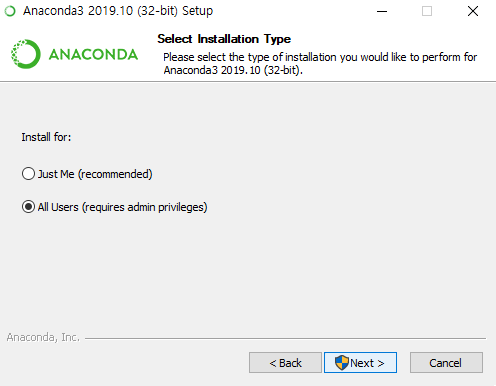 Anaconda3 2019.10 (32-bit) Setup
ANACONDA
Select Installation Type
Please select the type of installation you would like to perform for
Anaconda3 2019.10 (32-bit).
Install for:
Just Me (recommended)
All Users (requires admin privileges)
Anaconda, Inc.
< Back
Next >
Cancel